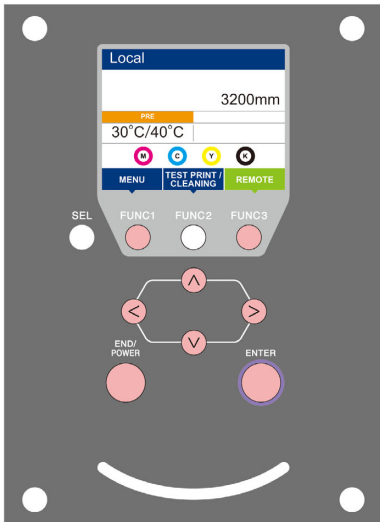 Local
3200mm
PRE
30°C/40°C
M C Y K
MENU
TEST PRINT /
CLEANING
REMOTE
SEL FUNC1 FUNC2 FUNC3
END/
POWER
ENTER